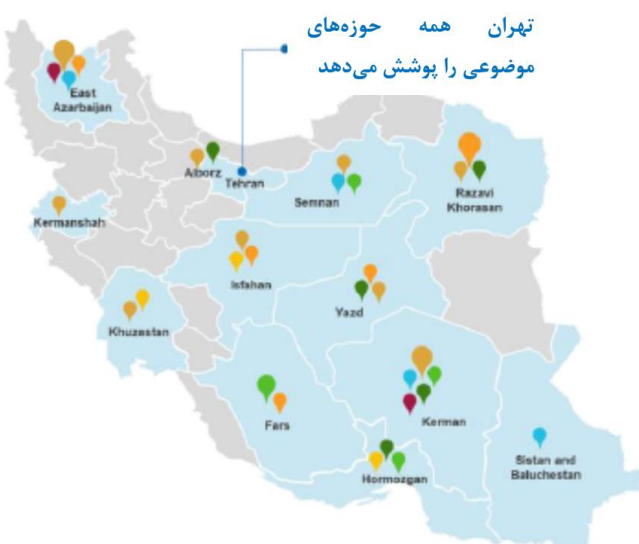 تهران همه حوزه‌های
موضوعی را پوشش می‌دهد
East
Azarbaijan
Alborz
Tehran
Semnan
Razavi
Khorasan
Kermanshah
Isfahan
Yazd
Khuzestan
Fars
Kerman
Hormozgan
Sistan and
Baluchestan